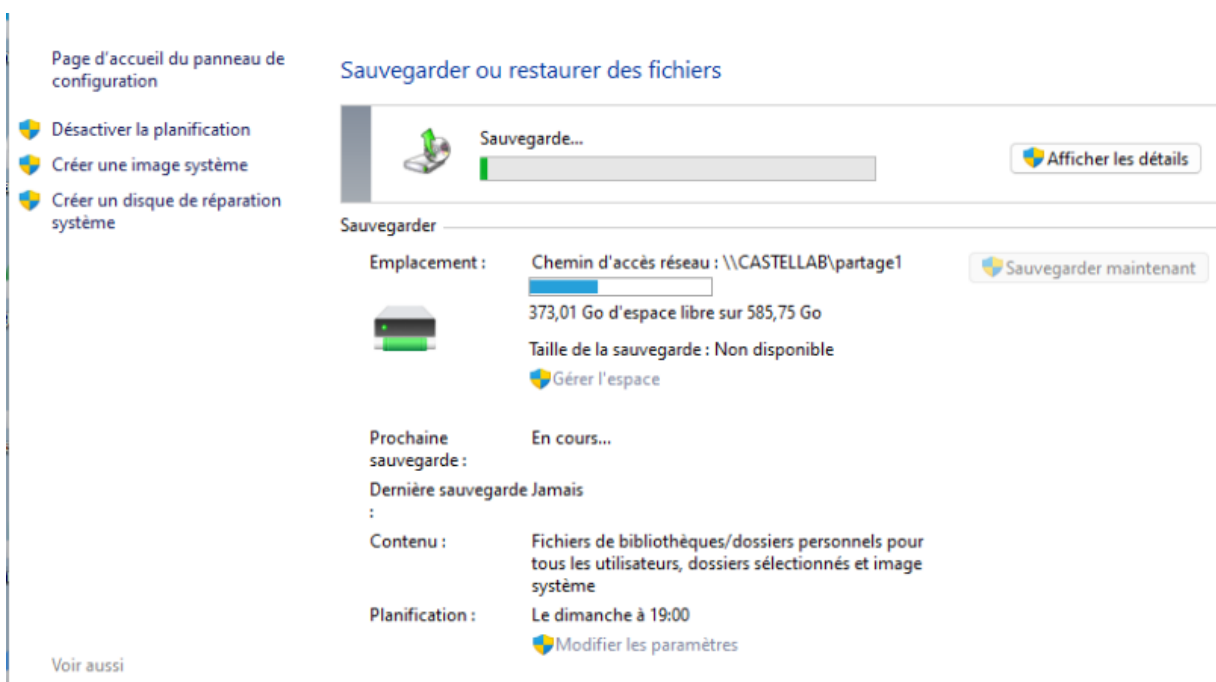 Page d'accueil du panneau de
configuration
Désactiver la planification
Créer une image système
Créer un disque de réparation
système
Voir aussi
Sauvegarder ou restaurer des fichiers
Sauvegarde...
Afficher les détails
Sauvegarder
Emplacement :
Chemin d'accès réseau : \\CASTELLAB\partage1
Sauvegarder maintenant
373,01 Go d'espace libre sur 585,75 Go
Taille de la sauvegarde : Non disponible
Gérer l'espace
Prochaine
sauvegarde :
En cours...
Dernière sauvegarde
:
Jamais
Contenu :
Fichiers de bibliothèques/dossiers personnels pour
tous les utilisateurs, dossiers sélectionnés et image
système
Planification :
Le dimanche à 19:00
Modifier les paramètres